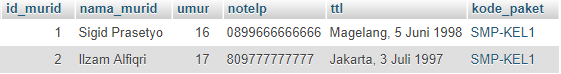 id_murid nama_murid umur notelp ttl kode_paket
1 Sigid Prasetyo 16 0899666666666 Magelang, 5 Juni 1998 SMP-KEL1
2 Ilzam Alfiqri 17 809777777777 Jakarta, 3 Juli 1997 SMP-KEL1